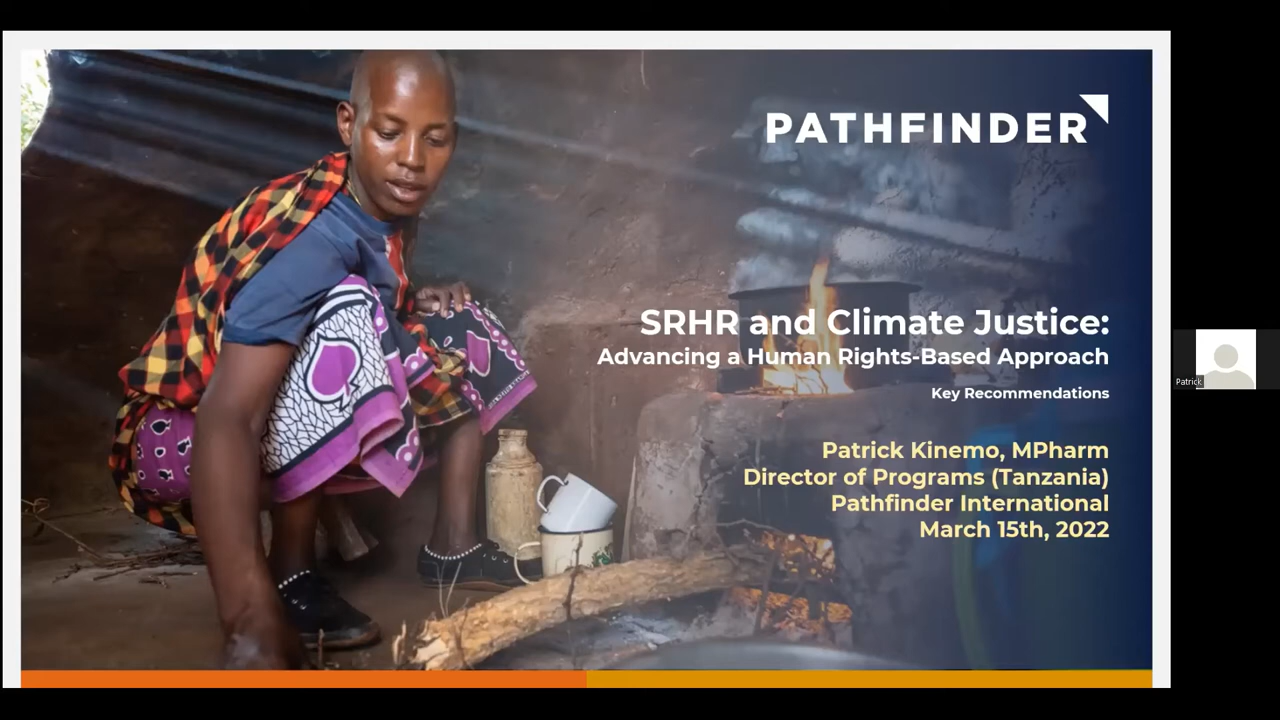 PATHFINDER
SRHR and Climate Justice:
Advancing a Human Rights-Based Approach
Key Recommendations
Patrick Kinemo, MPharm
Director of Programs (Tanzania)
Pathfinder International
March 15th, 2022
Patrick